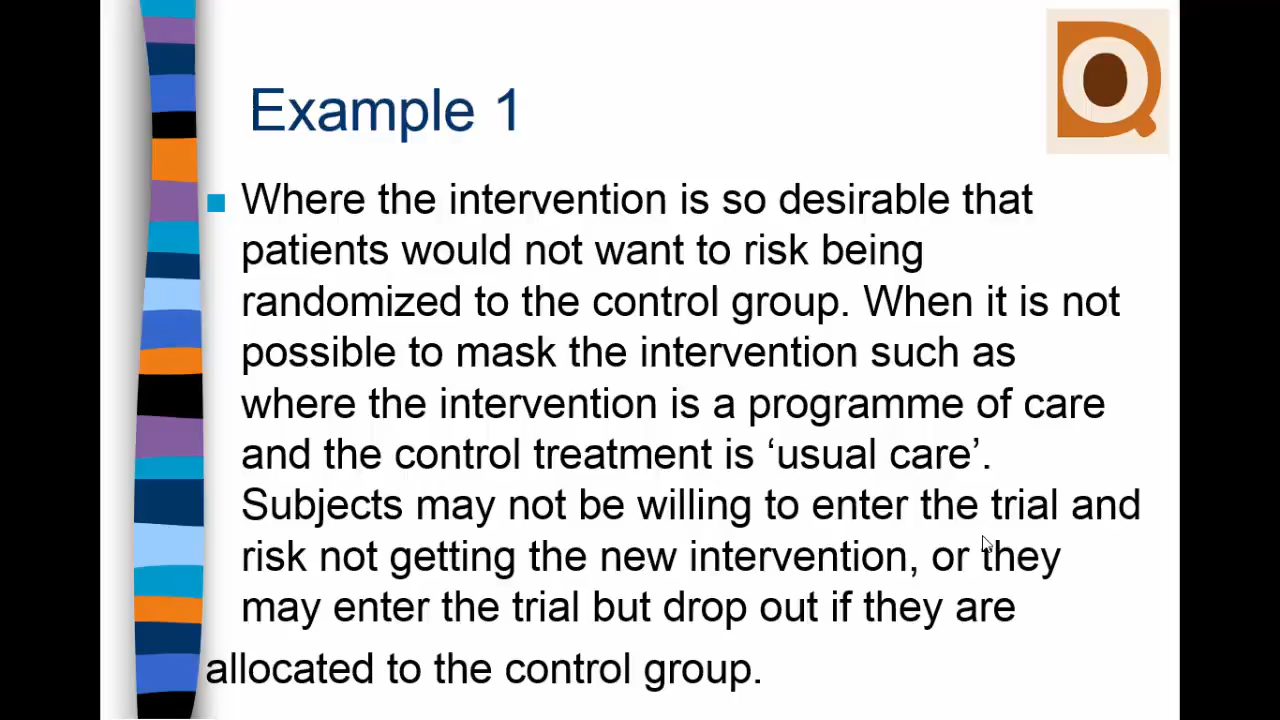 Example 1
Where the intervention is so desirable that
patients would not want to risk being
randomized to the control group. When it is not
possible to mask the intervention such as
where the intervention is a programme of care
and the control treatment is ‘usual care’.
Subjects may not be willing to enter the trial and
risk not getting the new intervention, or they
may enter the trial but drop out if they are
allocated to the control group.